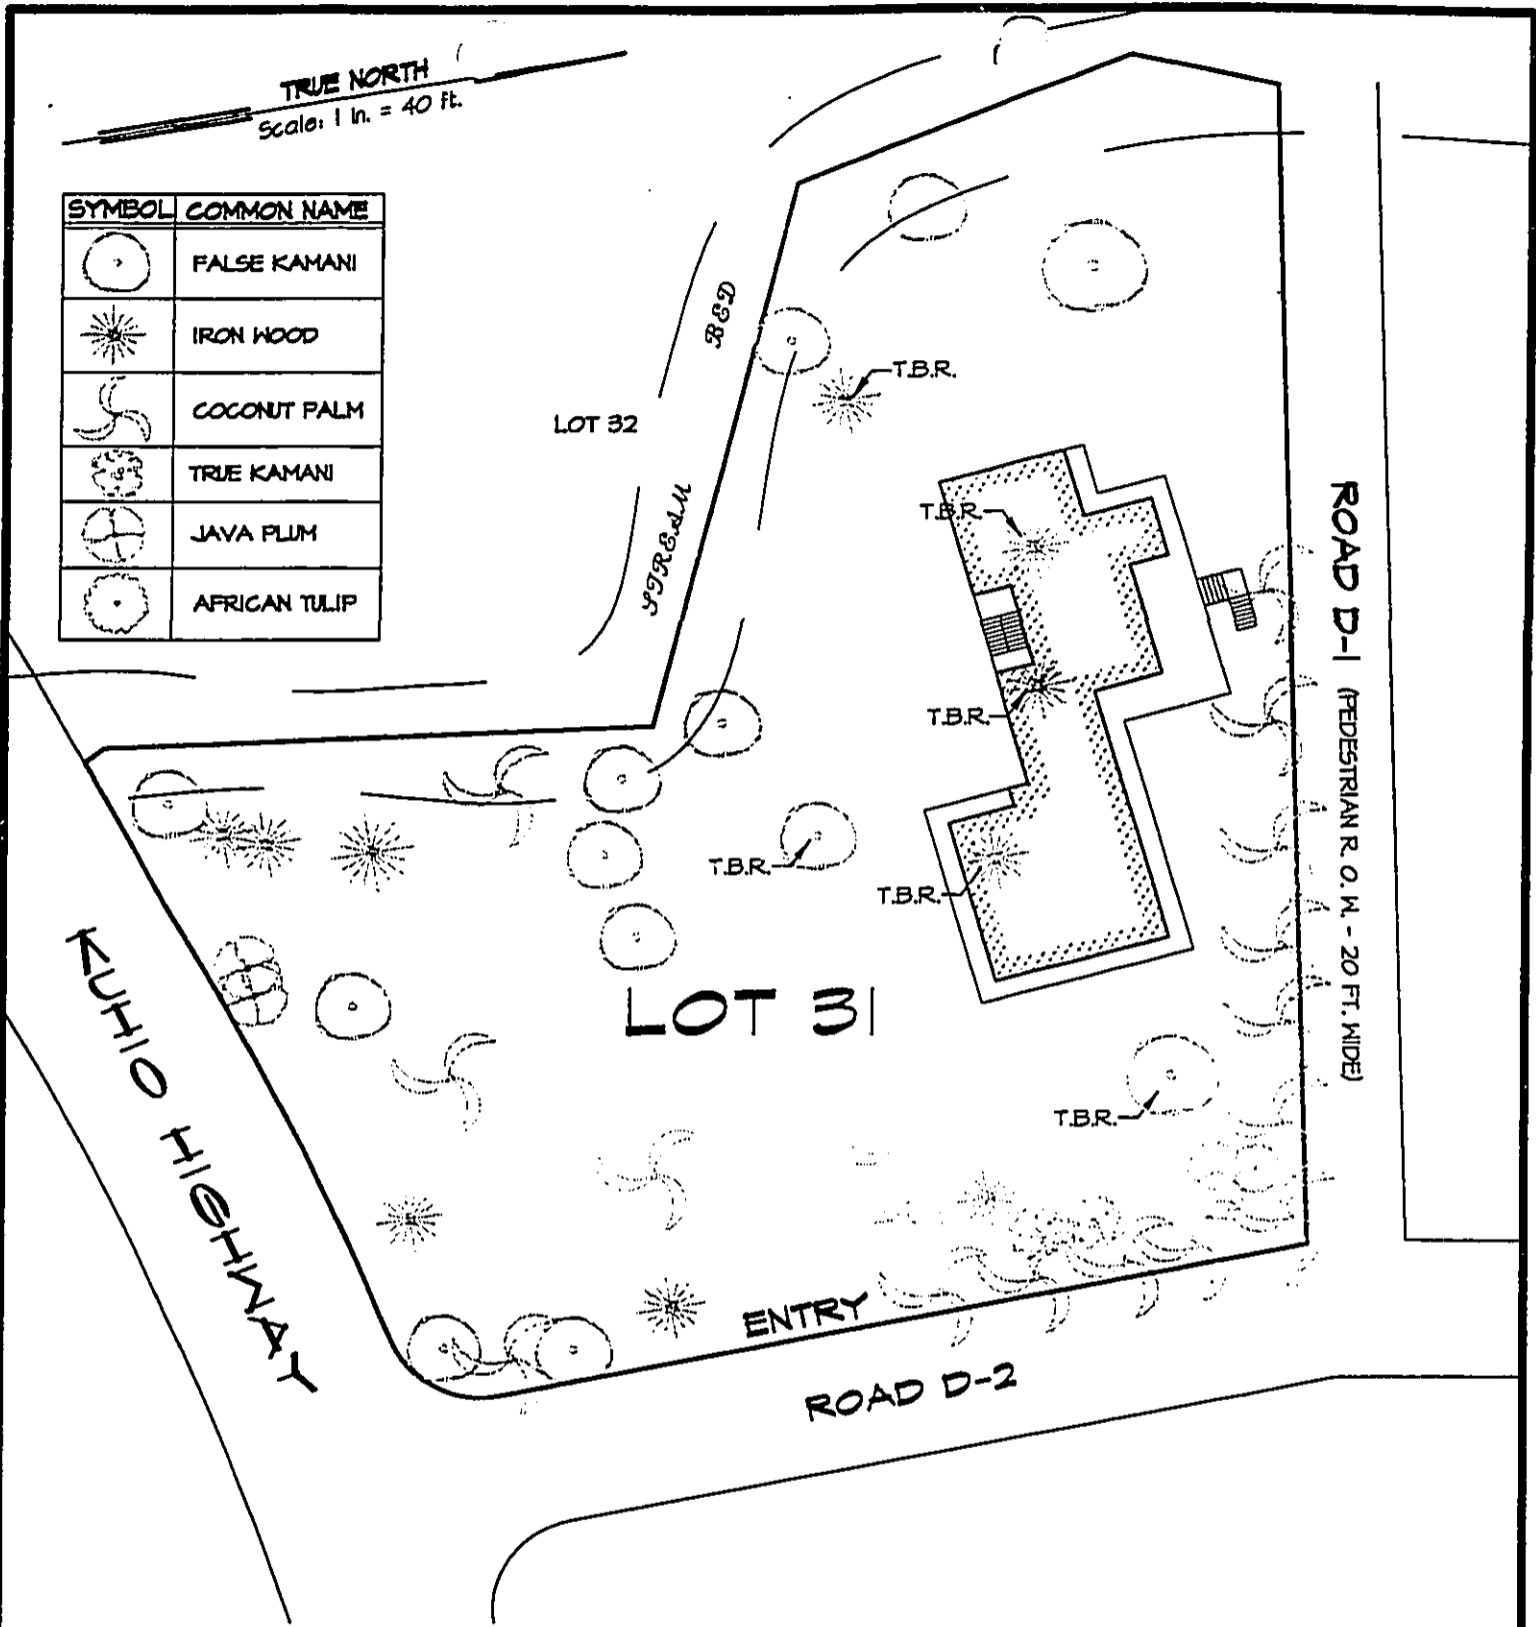 TRUE NORTH
Scale: 1 in. = 40 ft.
SYMBOL COMMON NAME
FALSE KAMANI
IRON WOOD
COCONUT PALM
TRUE KAMANI
JAVA PLUM
AFRICAN TULIP
BED
T.B.R.
LOT 32
STREAM
T.B.R.
T.B.R.
T.B.R.
T.B.R.
T.B.R.
LOT 31
ROAD D-1 (PEDESTRIAN R.O.W. - 20 FT. WIDE)
KUHIO HIGHWAY
ENTRY
ROAD D-2